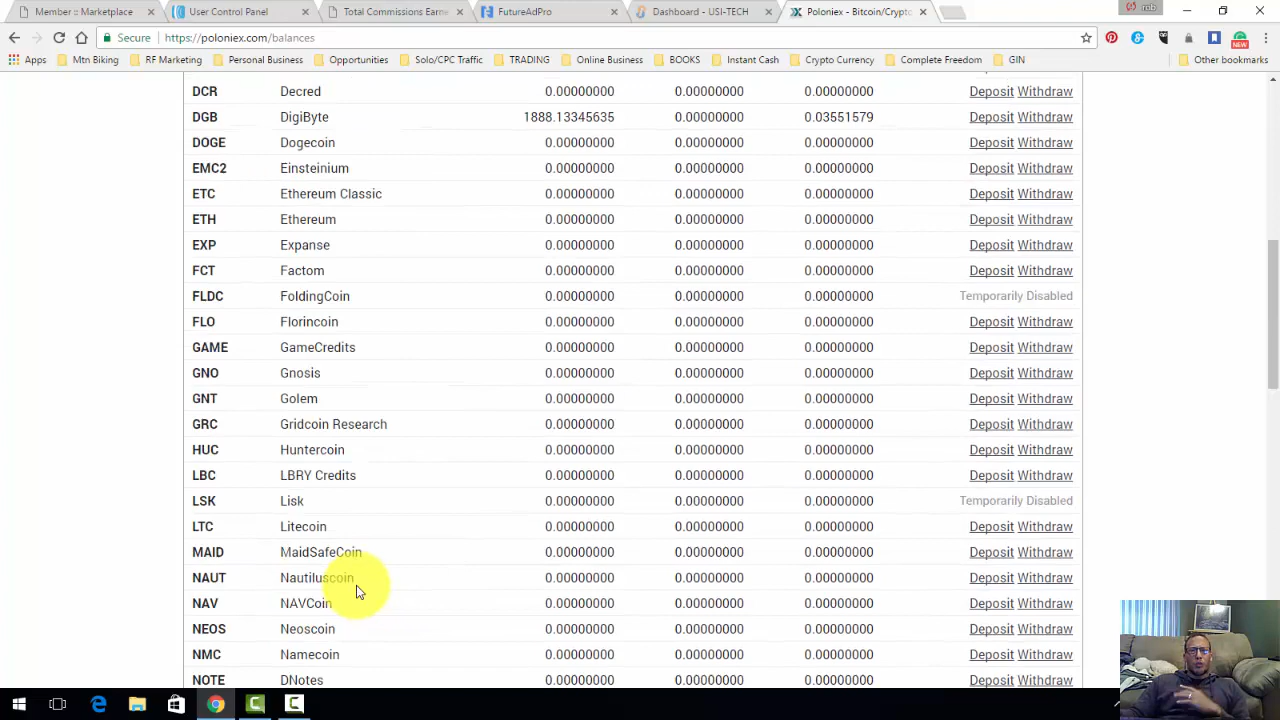 Member :: Marketplace
User Control Panel
Total Commissions Earne
FutureAdPro
Dashboard - USI-TECH
Poloniex - Bitcoin/Crypto
rob
Secure https://poloniex.com/balances
NEW
Apps Mtn Biking RF Marketing Personal Business Opportunities Solo/CPC Traffic TRADING Online Business BOOKS Instant Cash Crypto Currency Complete Freedom GIN Other bookmarks
DCR Decred 0.00000000 0.00000000 0.00000000 Deposit Withdraw
DGB DigiByte 1888.13345635 0.00000000 0.03551579 Deposit Withdraw
DOGE Dogecoin 0.00000000 0.00000000 0.00000000 Deposit Withdraw
EMC2 Einsteinium 0.00000000 0.00000000 0.00000000 Deposit Withdraw
ETC Ethereum Classic 0.00000000 0.00000000 0.00000000 Deposit Withdraw
ETH Ethereum 0.00000000 0.00000000 0.00000000 Deposit Withdraw
EXP Expanse 0.00000000 0.00000000 0.00000000 Deposit Withdraw
FCT Factom 0.00000000 0.00000000 0.00000000 Deposit Withdraw
FLDC FoldingCoin 0.00000000 0.00000000 0.00000000 Temporarily Disabled
FLO Florincoin 0.00000000 0.00000000 0.00000000 Deposit Withdraw
GAME GameCredits 0.00000000 0.00000000 0.00000000 Deposit Withdraw
GNO Gnosis 0.00000000 0.00000000 0.00000000 Deposit Withdraw
GNT Golem 0.00000000 0.00000000 0.00000000 Deposit Withdraw
GRC Gridcoin Research 0.00000000 0.00000000 0.00000000 Deposit Withdraw
HUC Huntercoin 0.00000000 0.00000000 0.00000000 Deposit Withdraw
LBC LBRY Credits 0.00000000 0.00000000 0.00000000 Deposit Withdraw
LSK Lisk 0.00000000 0.00000000 0.00000000 Temporarily Disabled
LTC Litecoin 0.00000000 0.00000000 0.00000000 Deposit Withdraw
MAID MaidSafeCoin 0.00000000 0.00000000 0.00000000 Deposit Withdraw
NAUT Nautiluscoin 0.00000000 0.00000000 0.00000000 Deposit Withdraw
NAV NAVCoin 0.00000000 0.00000000 0.00000000 Deposit Withdraw
NEOS Neoscoin 0.00000000 0.00000000 0.00000000 Deposit Withdraw
NMC Namecoin 0.00000000 0.00000000 0.00000000 Deposit Withdraw
NOTE DNotes 0.00000000 0.00000000 0.00000000 Deposit Withdraw